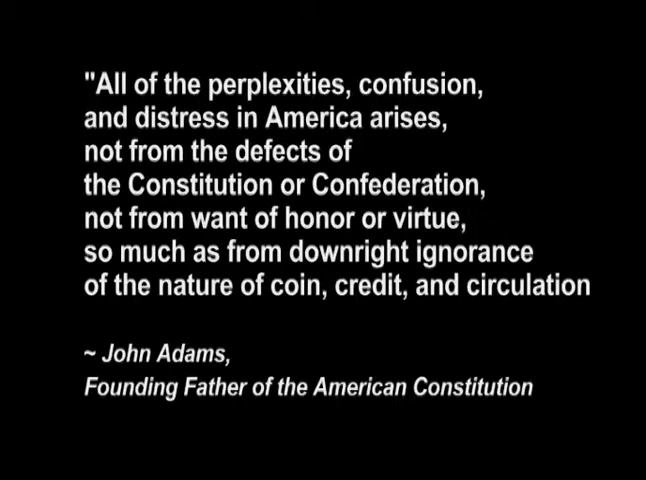 "All of the perplexities, confusion,
and distress in America arises,
not from the defects of
the Constitution or Confederation,
not from want of honor or virtue,
so much as from downright ignorance
of the nature of coin, credit, and circulation
~ John Adams,
Founding Father of the American Constitution